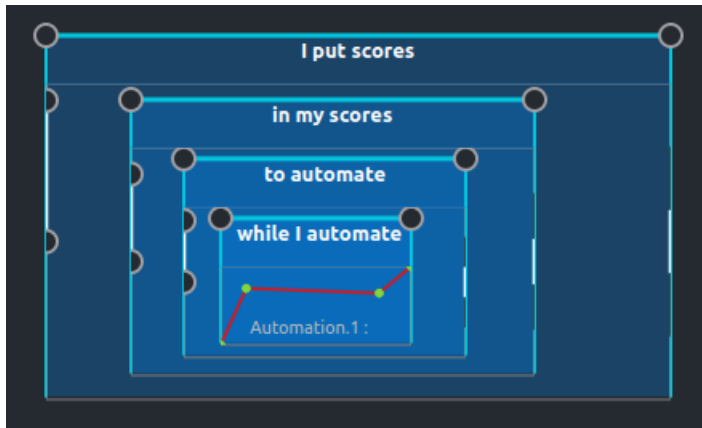 I put scores
in my scores
to automate
while I automate
Automation.1 :